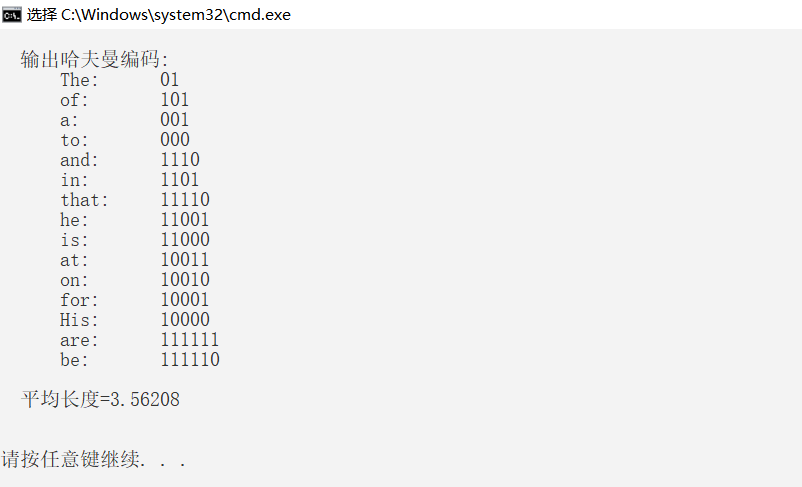 选择 C:\Windows\system32\cmd.exe
输出哈夫曼编码:
The: 01
of: 101
a: 001
to: 000
and: 1110
in: 1101
that: 11110
he: 11001
is: 11000
at: 10011
on: 10010
for: 10001
His: 10000
are: 111111
be: 111110
平均长度=3.56208
请按任意键继续. . .